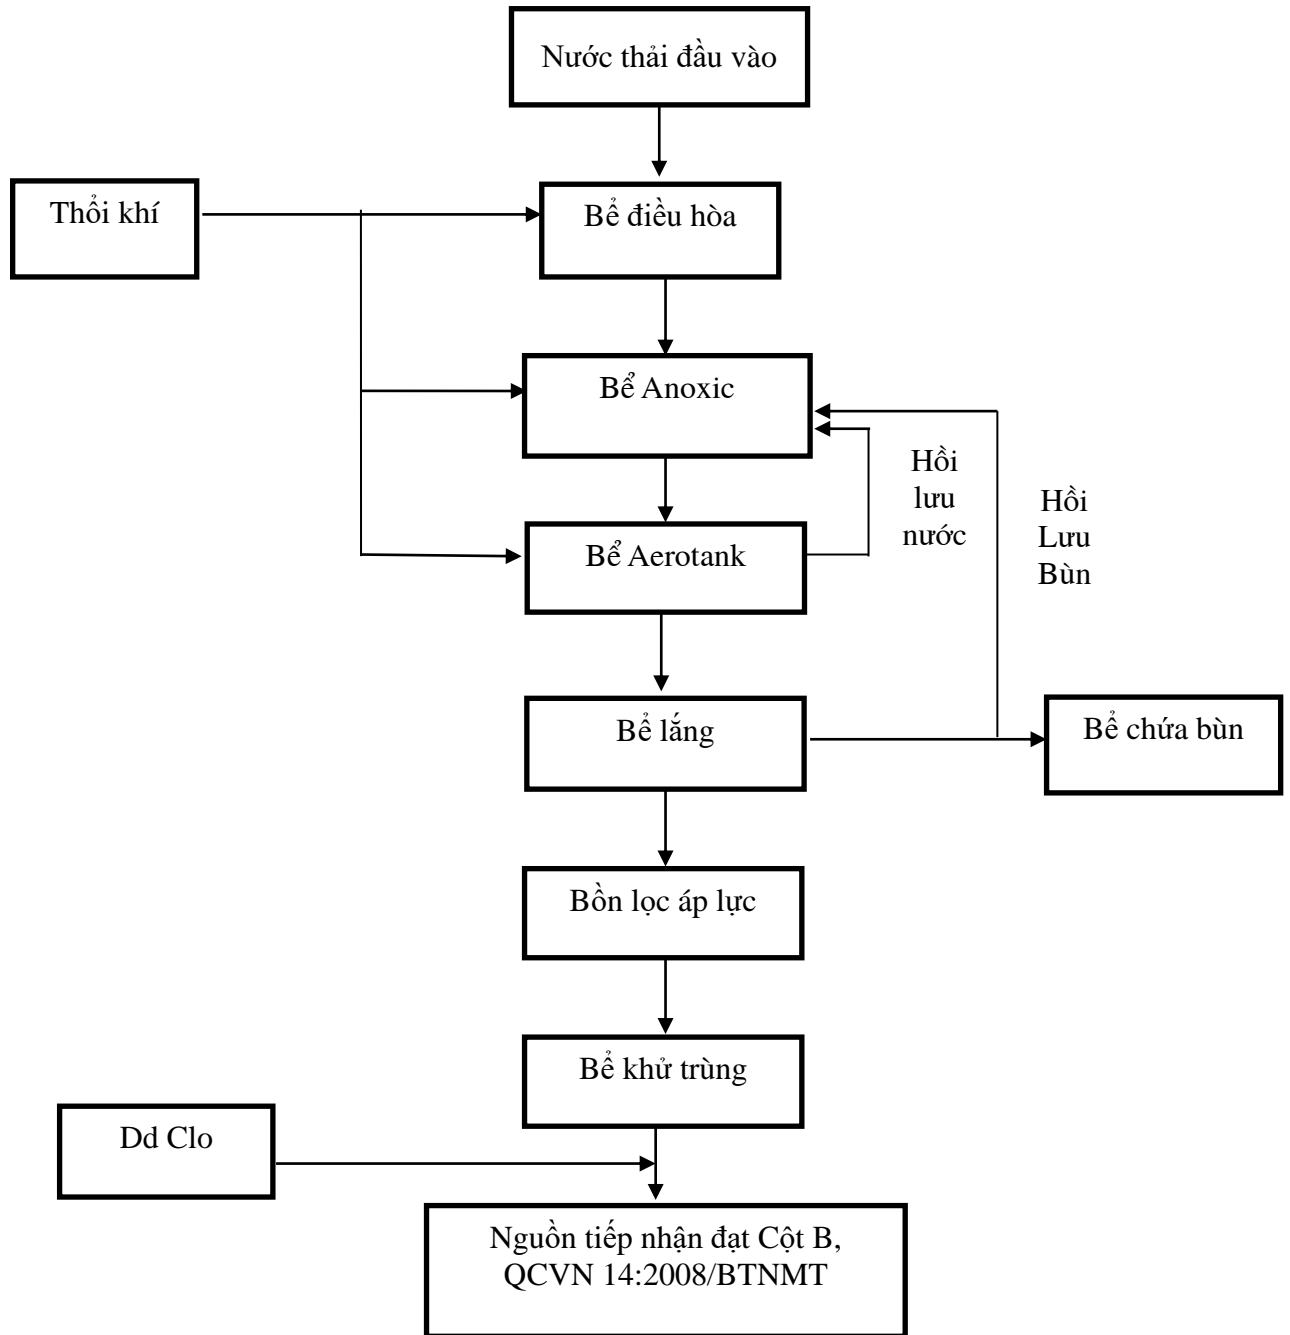 Nước thải đầu vào
Thổi khí
Bể điều hòa
Bể Anoxic
Hồi
lưu
nước
Hồi
Lưu
Bùn
Bể Aerotank
Bể lắng
Bể chứa bùn
Bồn lọc áp lực
Bể khử trùng
Dd Clo
Nguồn tiếp nhận đạt Cột B,
QCVN 14:2008/BTNMT